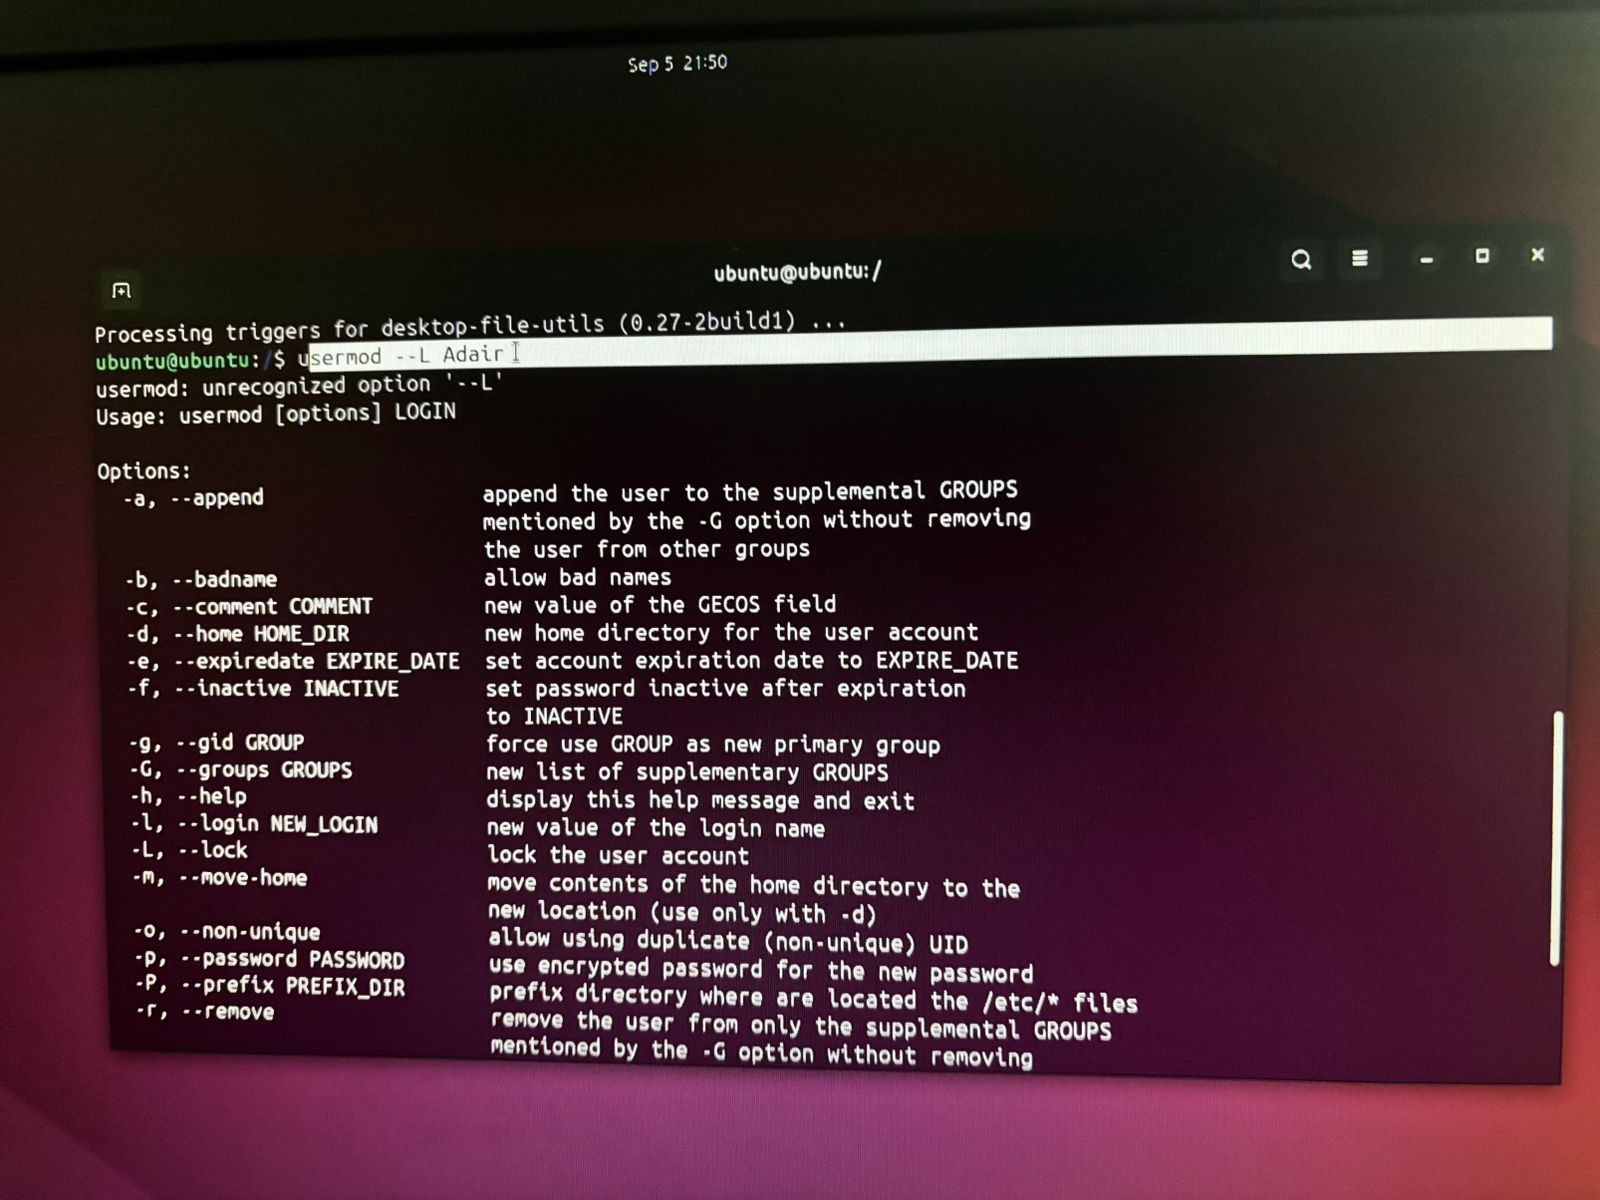 Sep 5 21:50
ubuntu@ubuntu:/
Processing triggers for desktop-file-utils (0.27-2build1) ...
ubuntu@ubuntu:/$ usermod --L Adair
usermod: unrecognized option '--L'
Usage: usermod [options] LOGIN
Options:
-a, --append append the user to the supplemental GROUPS
mentioned by the -G option without removing
the user from other groups
-b, --badname allow bad names
-c, --comment COMMENT new value of the GECOS field
-d, --home HOME_DIR new home directory for the user account
-e, --expiredate EXPIRE_DATE set account expiration date to EXPIRE_DATE
-f, --inactive INACTIVE set password inactive after expiration
to INACTIVE
-g, --gid GROUP force use GROUP as new primary group
-G, --groups GROUPS new list of supplementary GROUPS
-h, --help display this help message and exit
-l, --login NEW_LOGIN new value of the login name
-L, --lock lock the user account
-m, --move-home move contents of the home directory to the
new location (use only with -d)
-o, --non-unique allow using duplicate (non-unique) UID
-p, --password PASSWORD use encrypted password for the new password
-P, --prefix PREFIX_DIR prefix directory where are located the /etc/* files
-r, --remove remove the user from only the supplemental GROUPS
mentioned by the -G option without removing